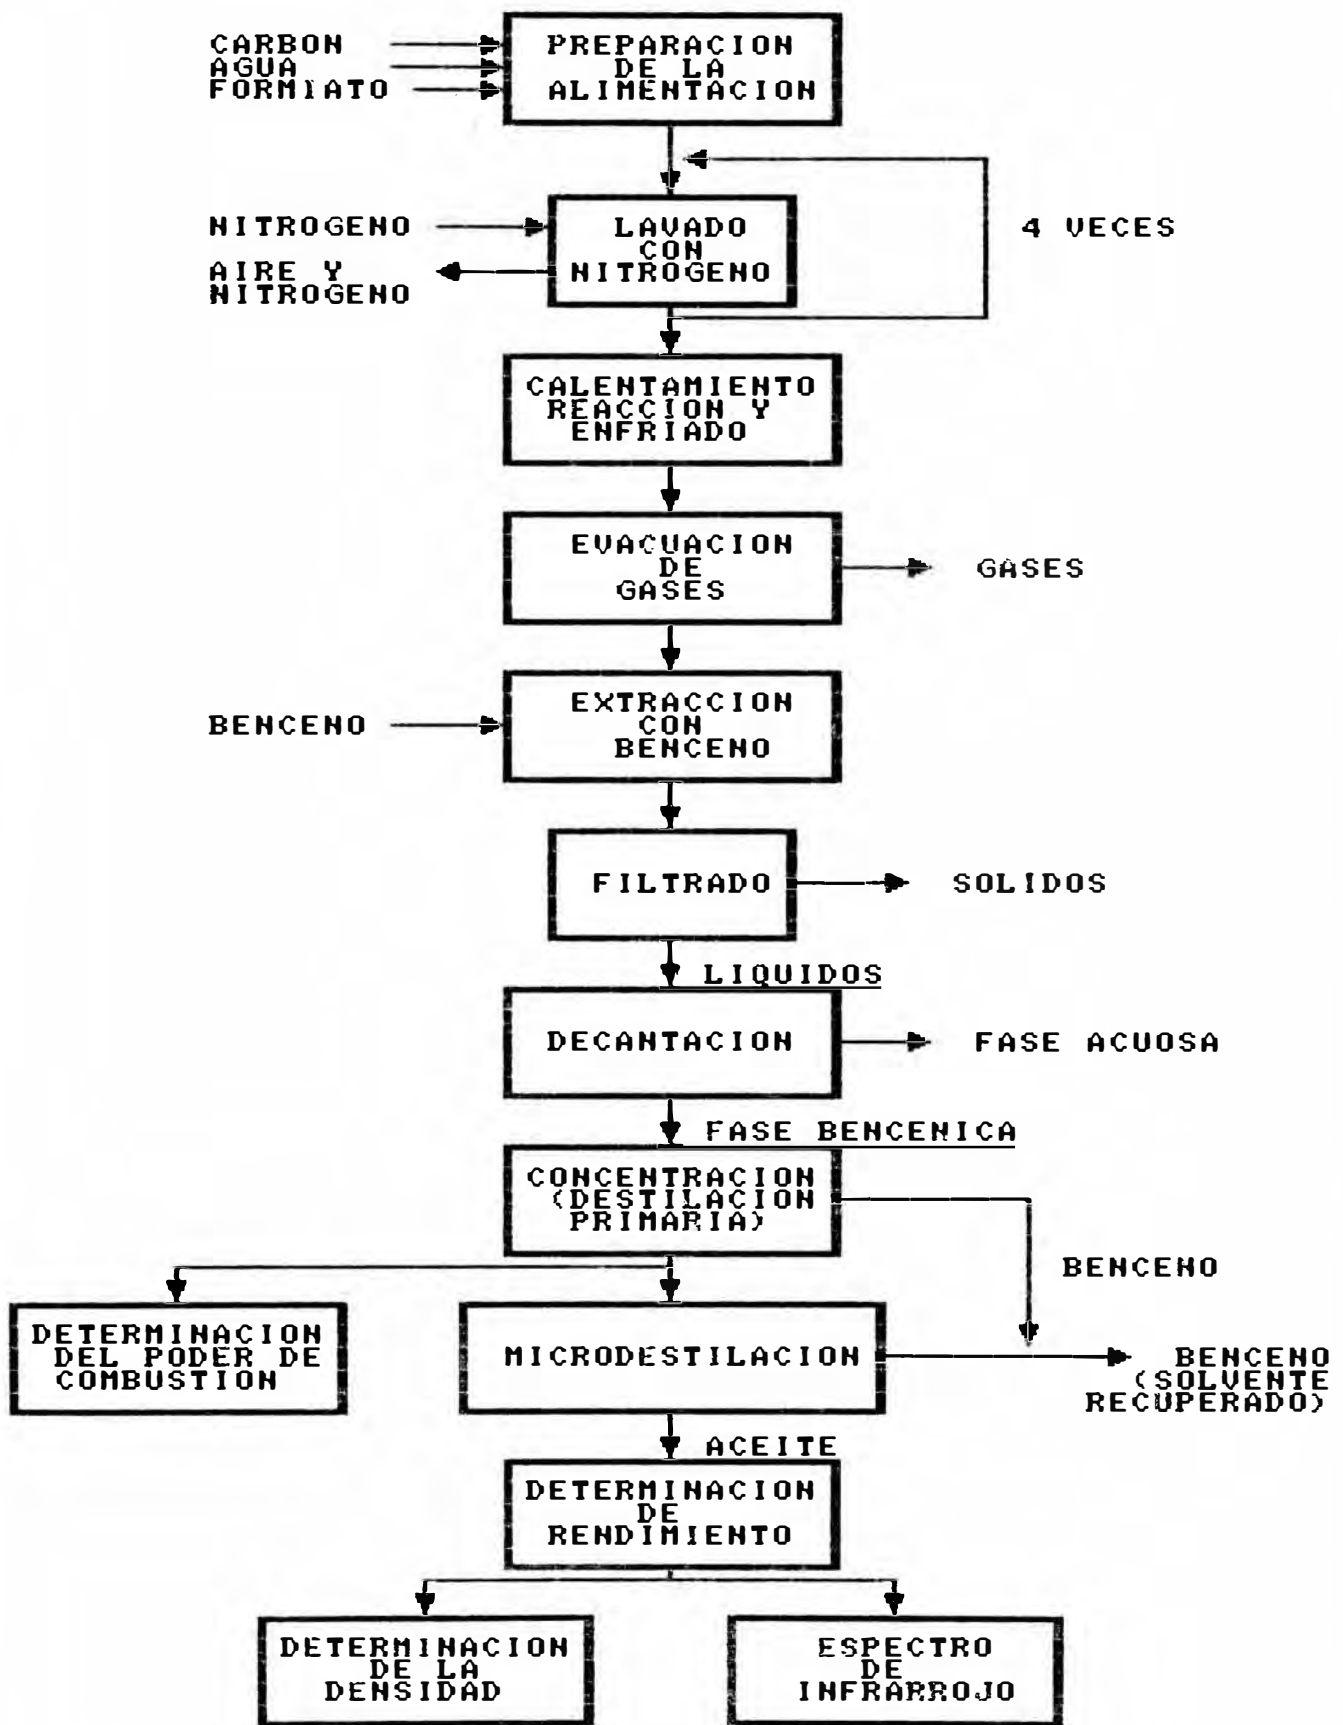 CARBON
AGUA
FORMIATO
PREPARACION
DE LA
ALIMENTACION
NITROGENO
AIRE Y
NITROGENO
LAVADO
CON
NITROGENO
4 VECES
CALENTAMIENTO
REACCION Y
ENFRIADO
EVACUACION
DE
GASES
GASES
BENCENO
EXTRACCION
CON
BENCENO
FILTRADO
SOLIDOS
LIQUIDOS
DECANTACION
FASE ACUOSA
FASE BENCENICA
CONCENTRACION
(DESTILACION
PRIMARIA)
BENCENO
DETERMINACION
DEL PODER DE
COMBUSTION
MICRODESTILACION
BENCENO
(SOLVENTE
RECUPERADO)
ACEITE
DETERMINACION
DE
RENDIMIENTO
DETERMINACION
DE LA
DENSIDAD
ESPECTRO
DE
INFRARROJO